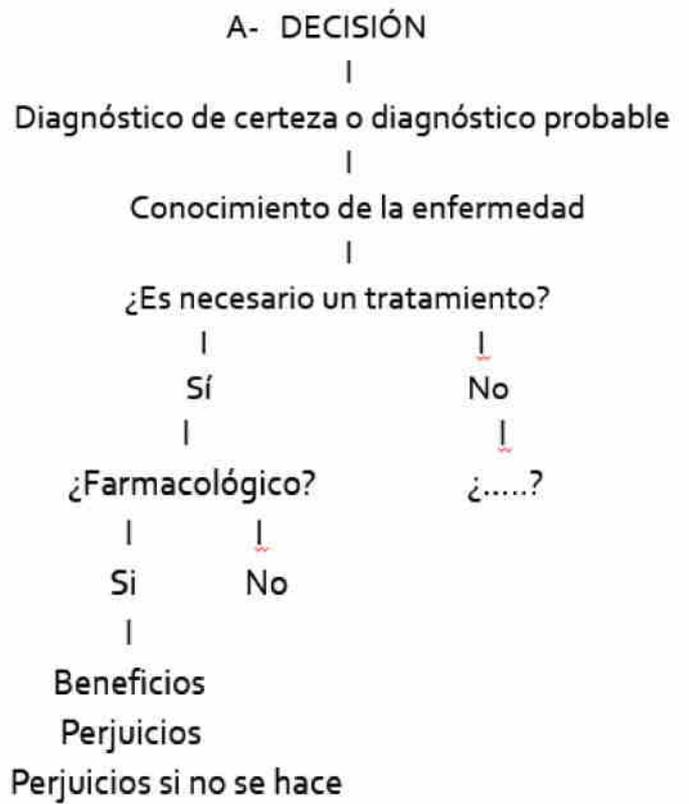 A- DECISIÓN
|
Diagnóstico de certeza o diagnóstico probable
|
Conocimiento de la enfermedad
|
¿Es necesario un tratamiento?
| |
Sí No
| |
¿Farmacológico? ¿.....?
| |
Si No
|
Beneficios
Perjuicios
Perjuicios si no se hace